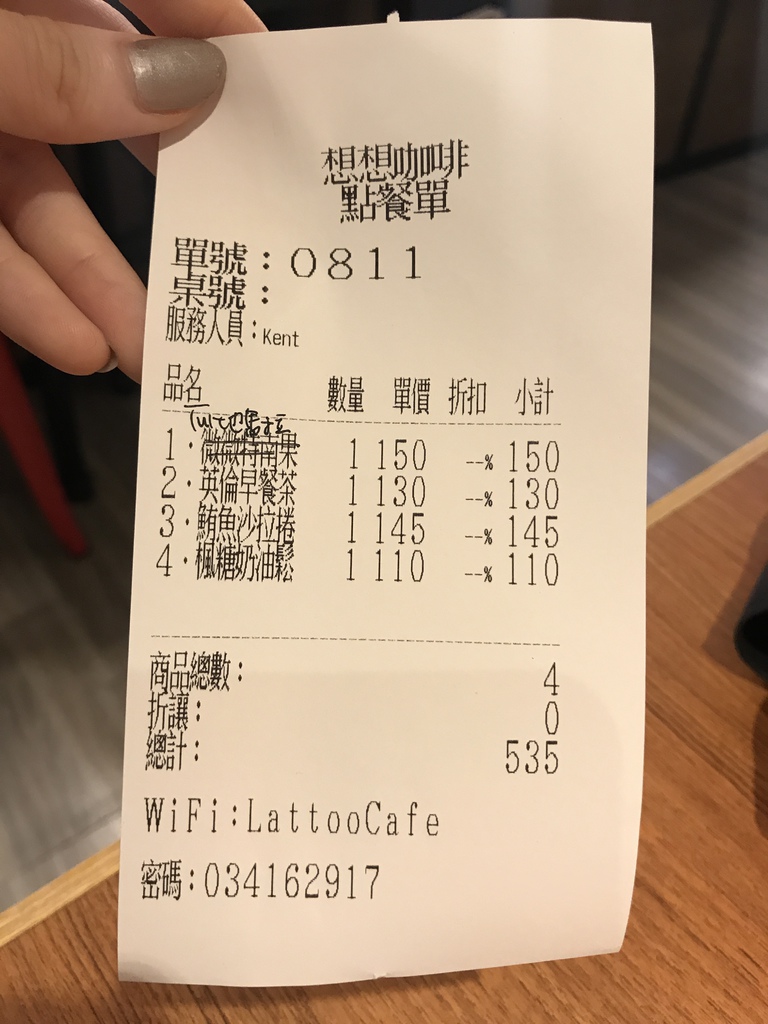 想想咖啡
點餐單
單號：0811
桌號：
服務人員：Kent
品名 數量 單價 折扣 小計
1．微微特南果 1 150 --% 150
2．英倫早餐茶 1 130 --% 130
3．鮪魚沙拉捲 1 145 --% 145
4．楓糖奶油鬆 1 110 --% 110
商品總數： 4
折讓： 0
總計： 535
WiFi:LattooCafe
密碼:034162917